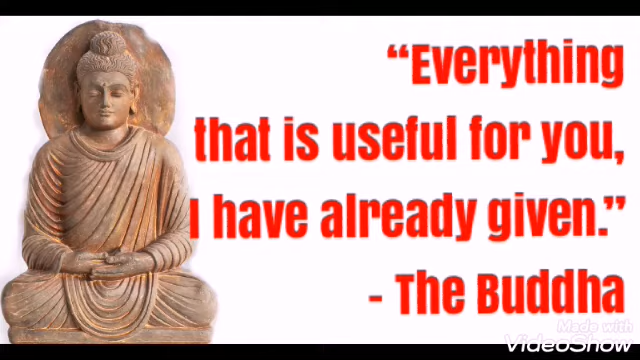 “Everything
that is useful for you,
I have already given.”
- The Buddha
Made with
VideoShow